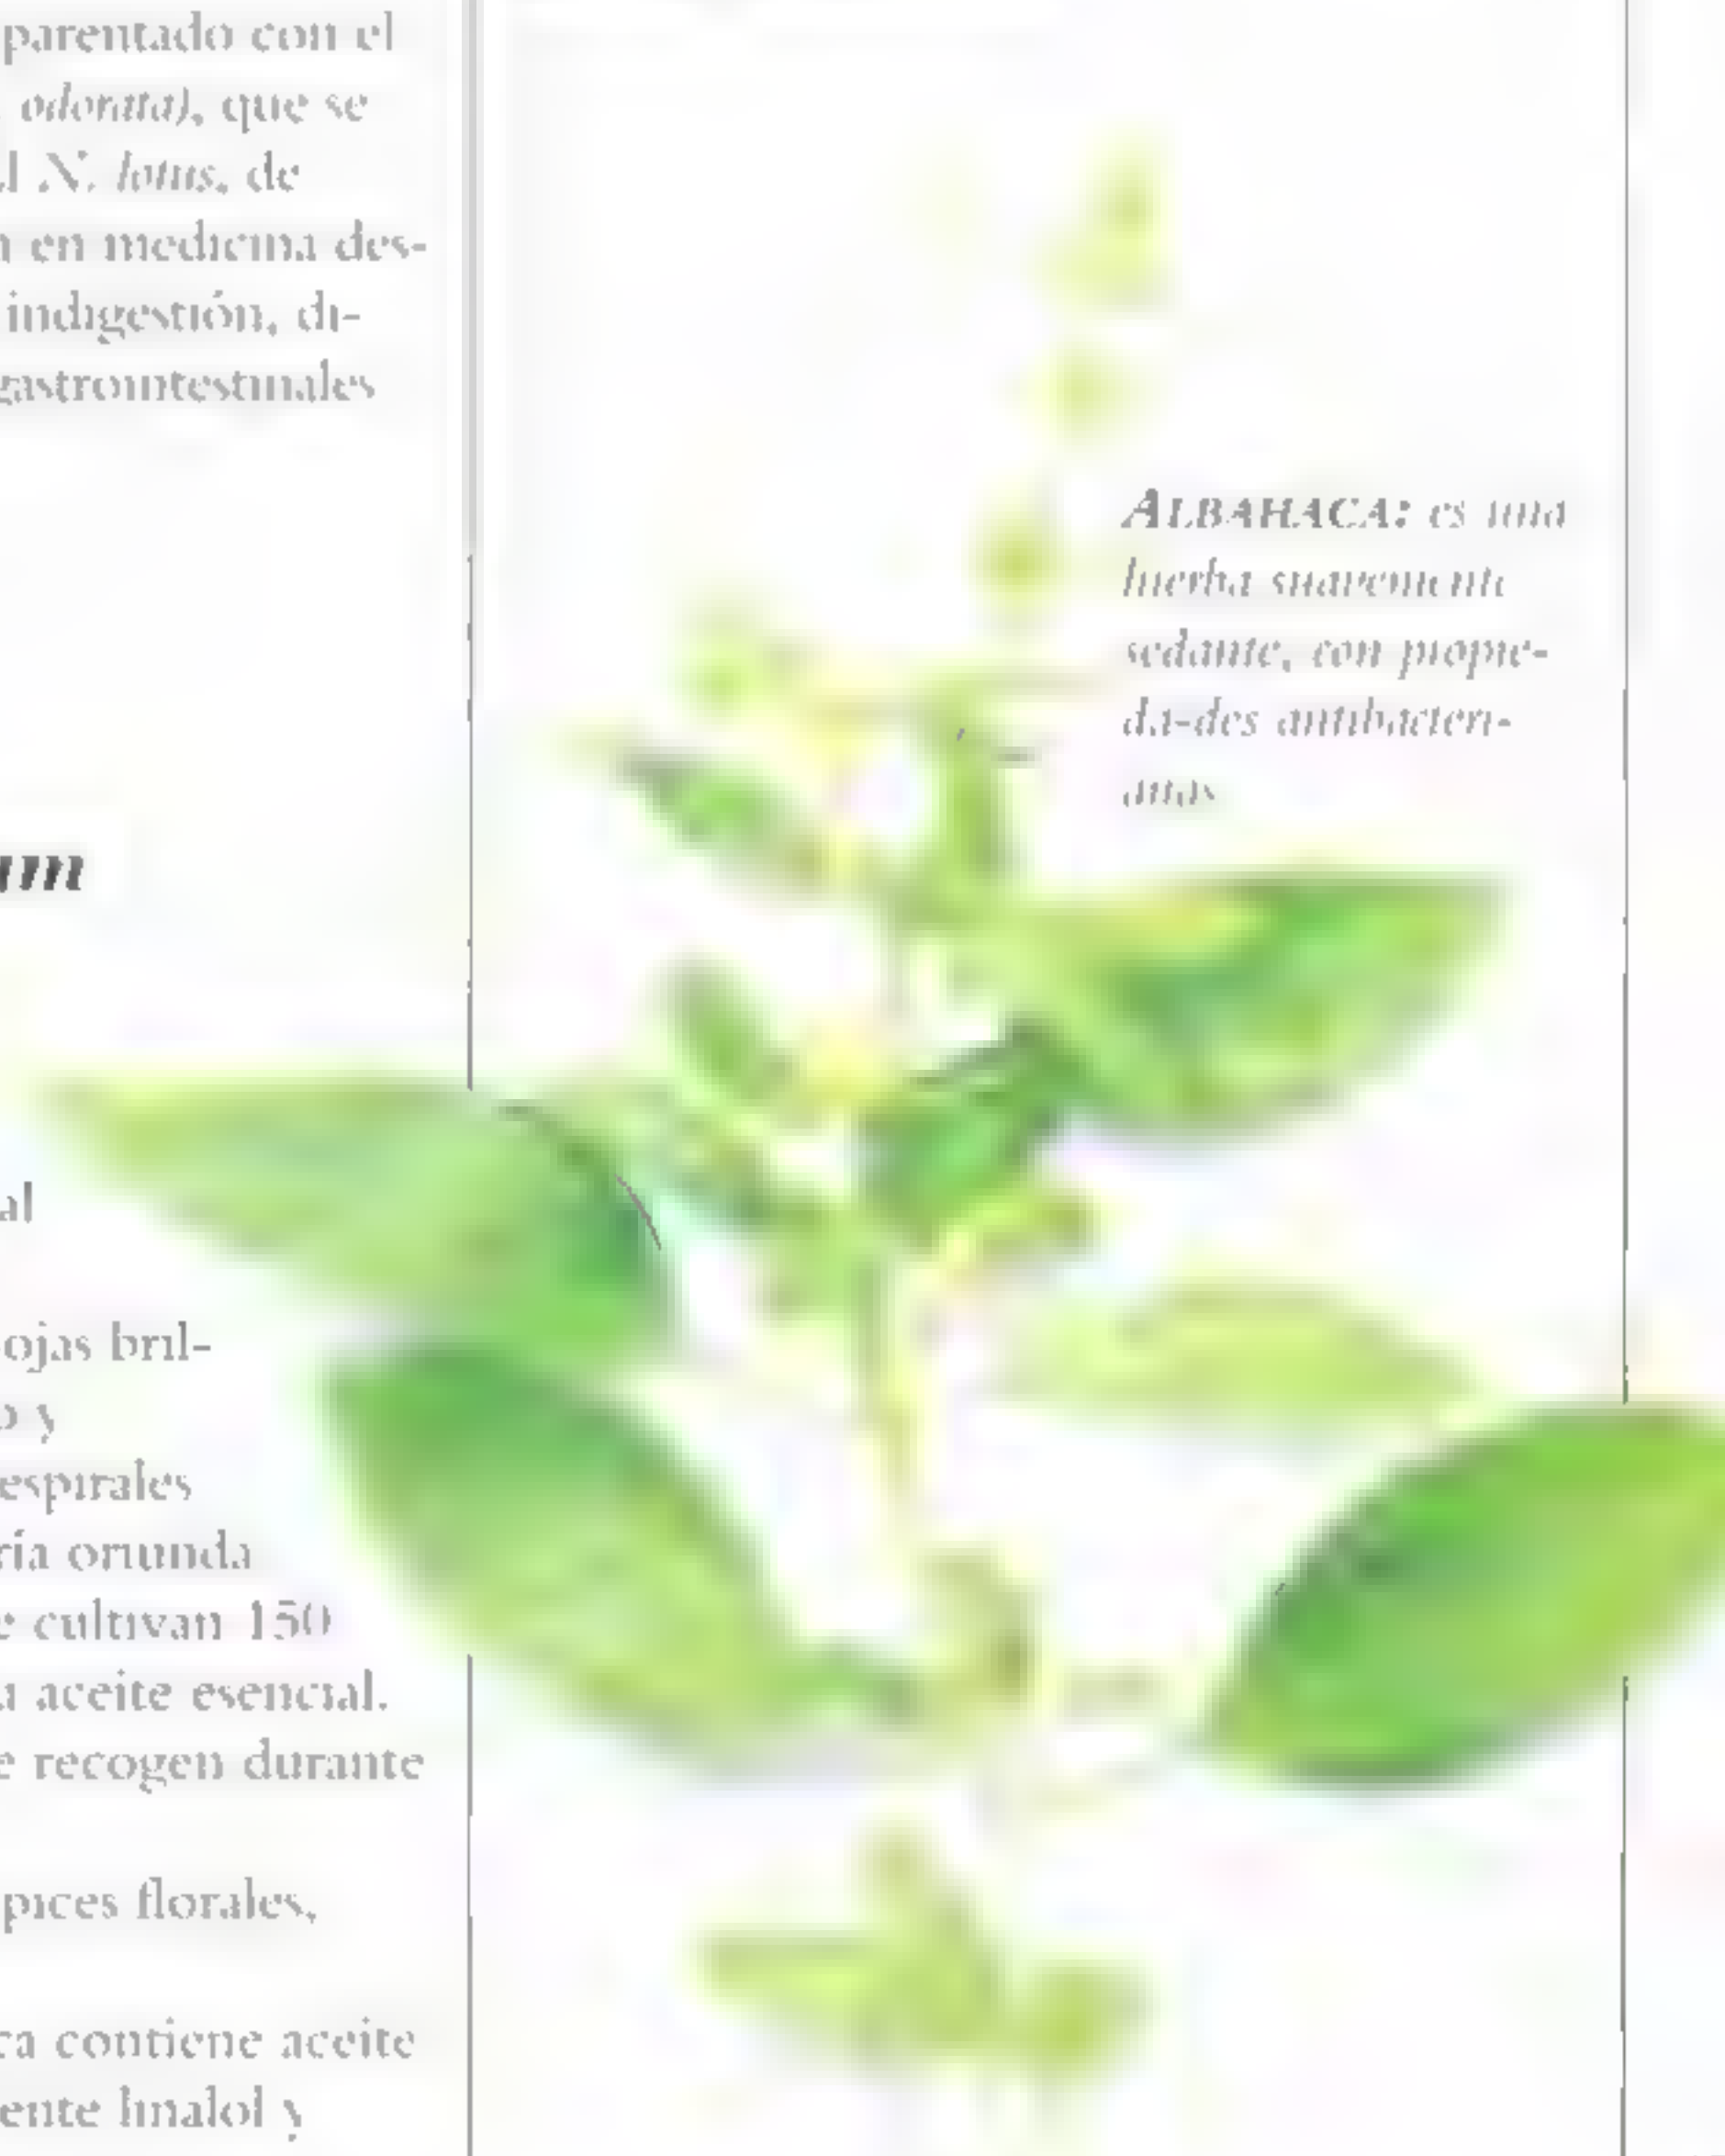 parentado con el
odorata), que se
l N. lotus, de
n en medicina des-
indigestión, di-
gastrointestinales
um
al
ojas bril-
o y
espirales
ría oriunda
e cultivan 150
a aceite esencial.
e recogen durante
pices florales,
ca contiene aceite
ente linalol y
ALBAHACA: es una
hierba suavemente
sedante, con propie-
da-des antibacteri-
anas